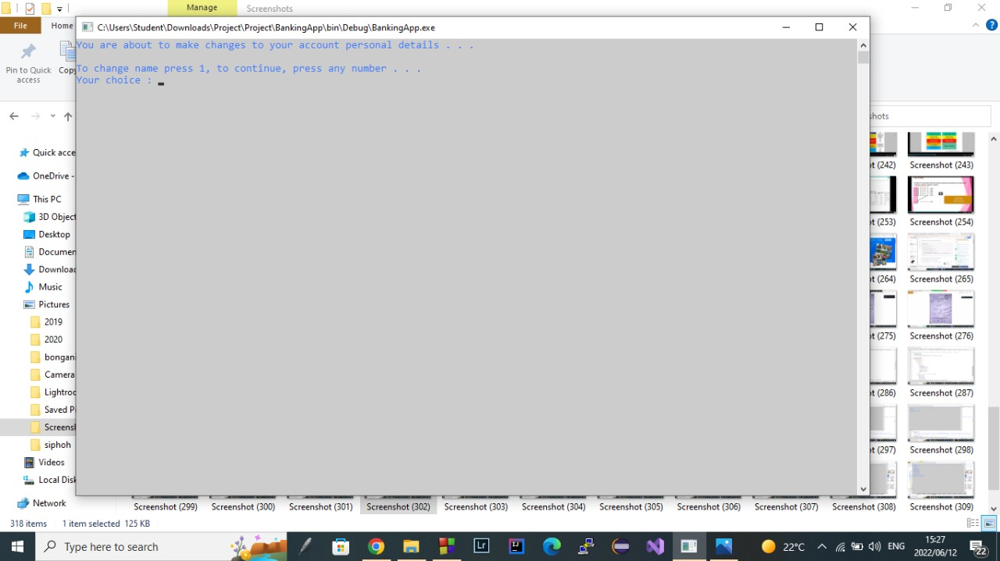 Manage
Screenshots
C:\Users\Student\Downloads\Project\Project\BankingApp\bin\Debug\BankingApp.exe
File
Home
You are about to make changes to your account personal details . . .
To change name press 1, to continue, press any number . . .
Your choice :
Pin to Quick
access
Copy
shots
Quick acce
OneDrive -
This PC
3D Object
Desktop
Documen
Download
Music
Pictures
2019
2020
bongan
Camera
Lightroo
Saved P
Screensh
siphoh
Videos
Local Disk
Network
ot (242)
Screenshot (243)
ot (253)
Screenshot (254)
ot (264)
Screenshot (265)
ot (275)
Screenshot (276)
ot (286)
Screenshot (287)
ot (297)
Screenshot (298)
Screenshot (299)
Screenshot (300)
Screenshot (301)
Screenshot (302)
Screenshot (303)
Screenshot (304)
Screenshot (305)
Screenshot (306)
Screenshot (307)
Screenshot (308)
Screenshot (309)
318 items
1 item selected 125 KB
Type here to search
Lr
22°C
ENG
15:27
2022/06/12
22